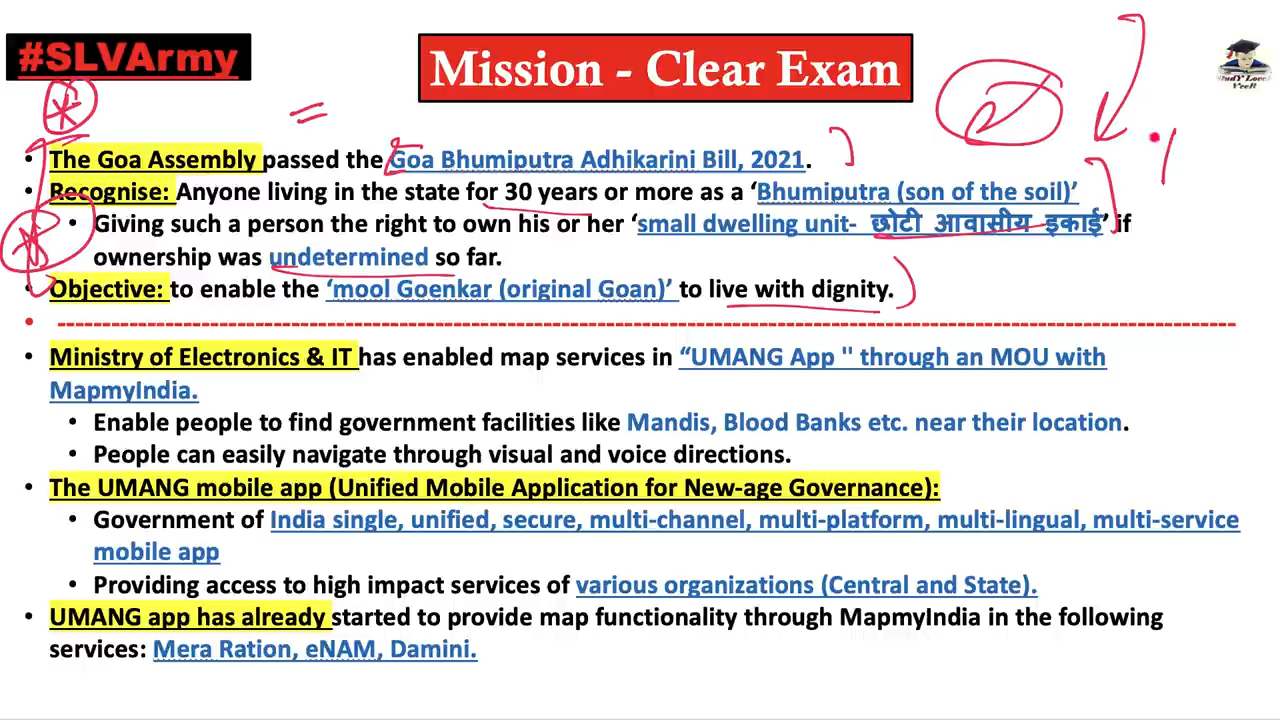 #SLVArmy
Mission - Clear Exam
StudY LoverR
VeeR
• The Goa Assembly passed the Goa Bhumiputra Adhikarini Bill, 2021.
• Recognise: Anyone living in the state for 30 years or more as a ‘Bhumiputra (son of the soil)’
• Giving such a person the right to own his or her ‘small dwelling unit- छोटी आवासीय इकाई’ if
ownership was undetermined so far.
• Objective: to enable the ‘mool Goenkar (original Goan)’ to live with dignity.
• Ministry of Electronics & IT has enabled map services in “UMANG App '' through an MOU with
MapmyIndia.
• Enable people to find government facilities like Mandis, Blood Banks etc. near their location.
• People can easily navigate through visual and voice directions.
• The UMANG mobile app (Unified Mobile Application for New-age Governance):
• Government of India single, unified, secure, multi-channel, multi-platform, multi-lingual, multi-service
mobile app
• Providing access to high impact services of various organizations (Central and State).
• UMANG app has already started to provide map functionality through MapmyIndia in the following
services: Mera Ration, eNAM, Damini.